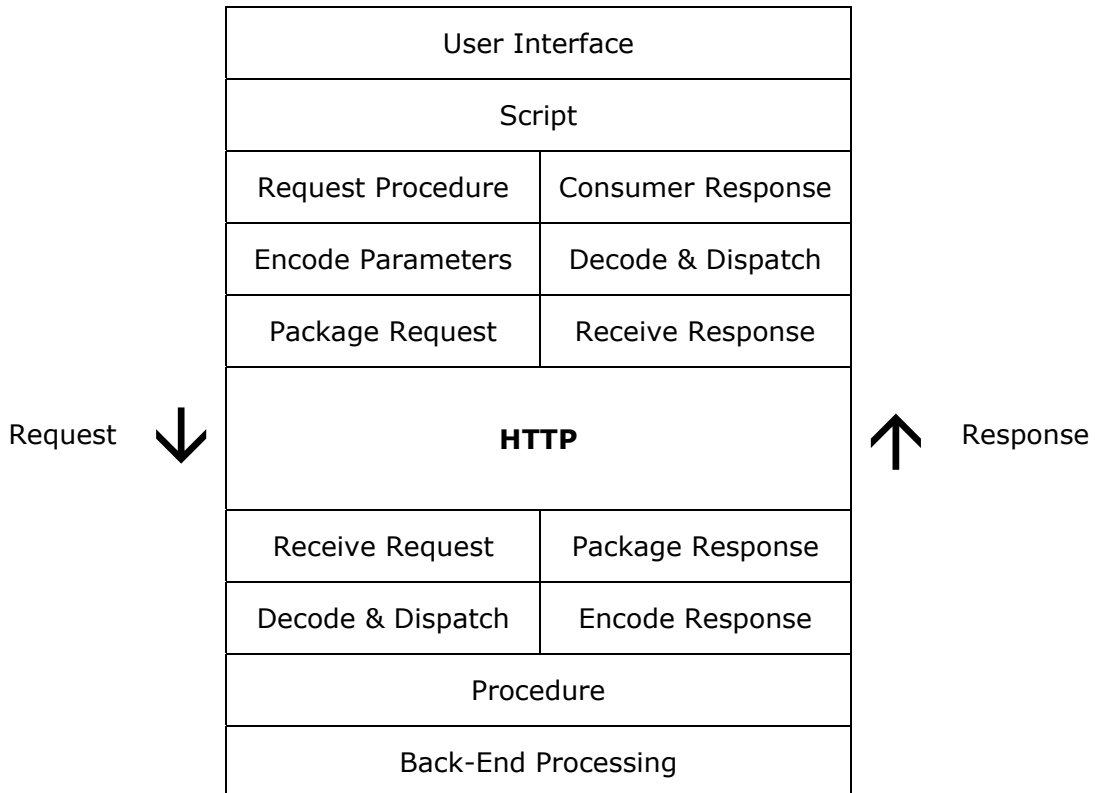 User Interface
Script
Request Procedure Consumer Response
Encode Parameters Decode & Dispatch
Package Request Receive Response
Request HTTP Response
Receive Request Package Response
Decode & Dispatch Encode Response
Procedure
Back-End Processing